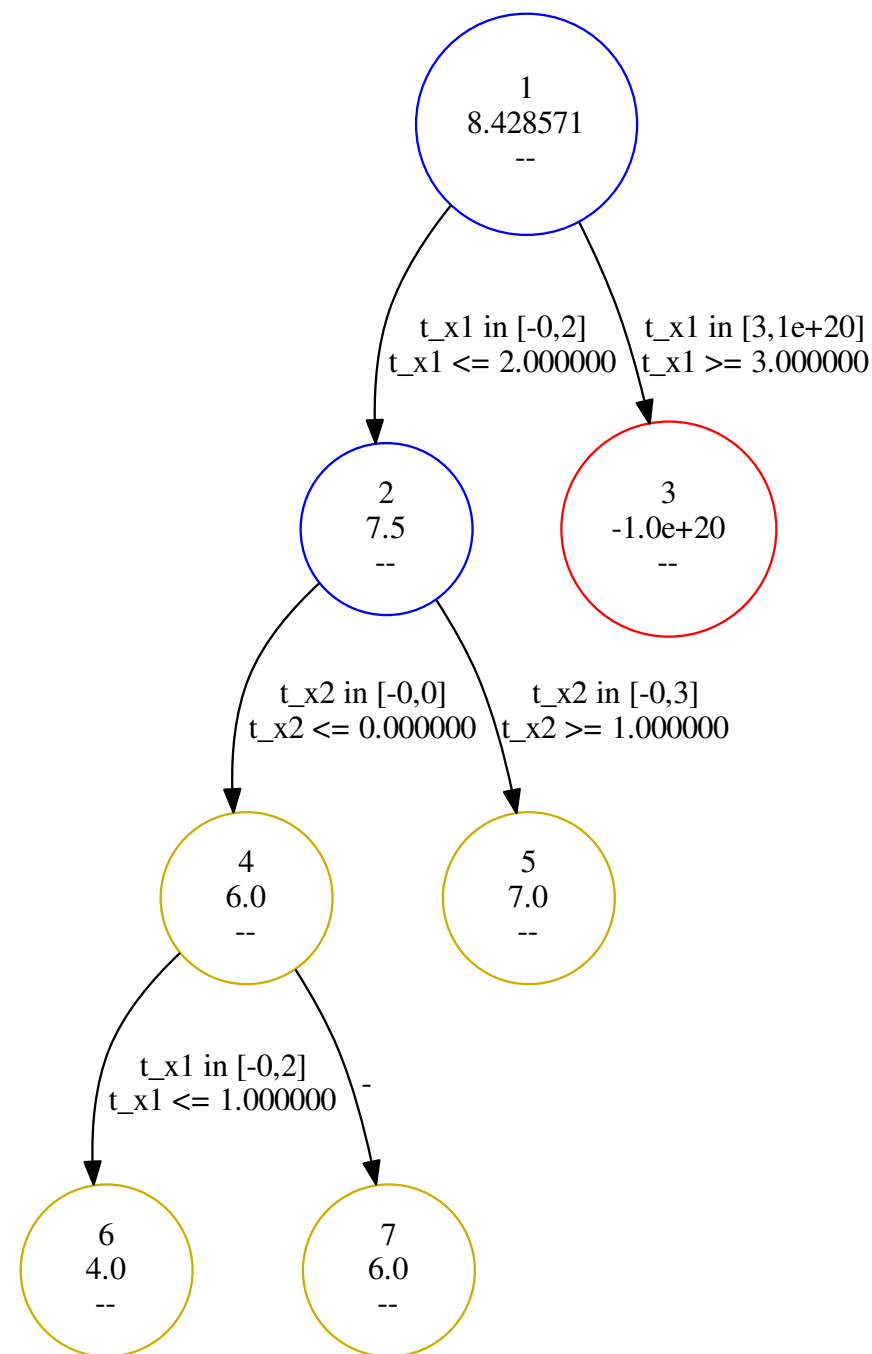 1
8.428571
--
t_x1 in [-0,2]
t_x1 <= 2.000000
t_x1 in [3,1e+20]
t_x1 >= 3.000000
2
7.5
--
3
-1.0e+20
--
t_x2 in [-0,0]
t_x2 <= 0.000000
t_x2 in [-0,3]
t_x2 >= 1.000000
4
6.0
--
5
7.0
--
t_x1 in [-0,2]
t_x1 <= 1.000000
-
6
4.0
--
7
6.0
--